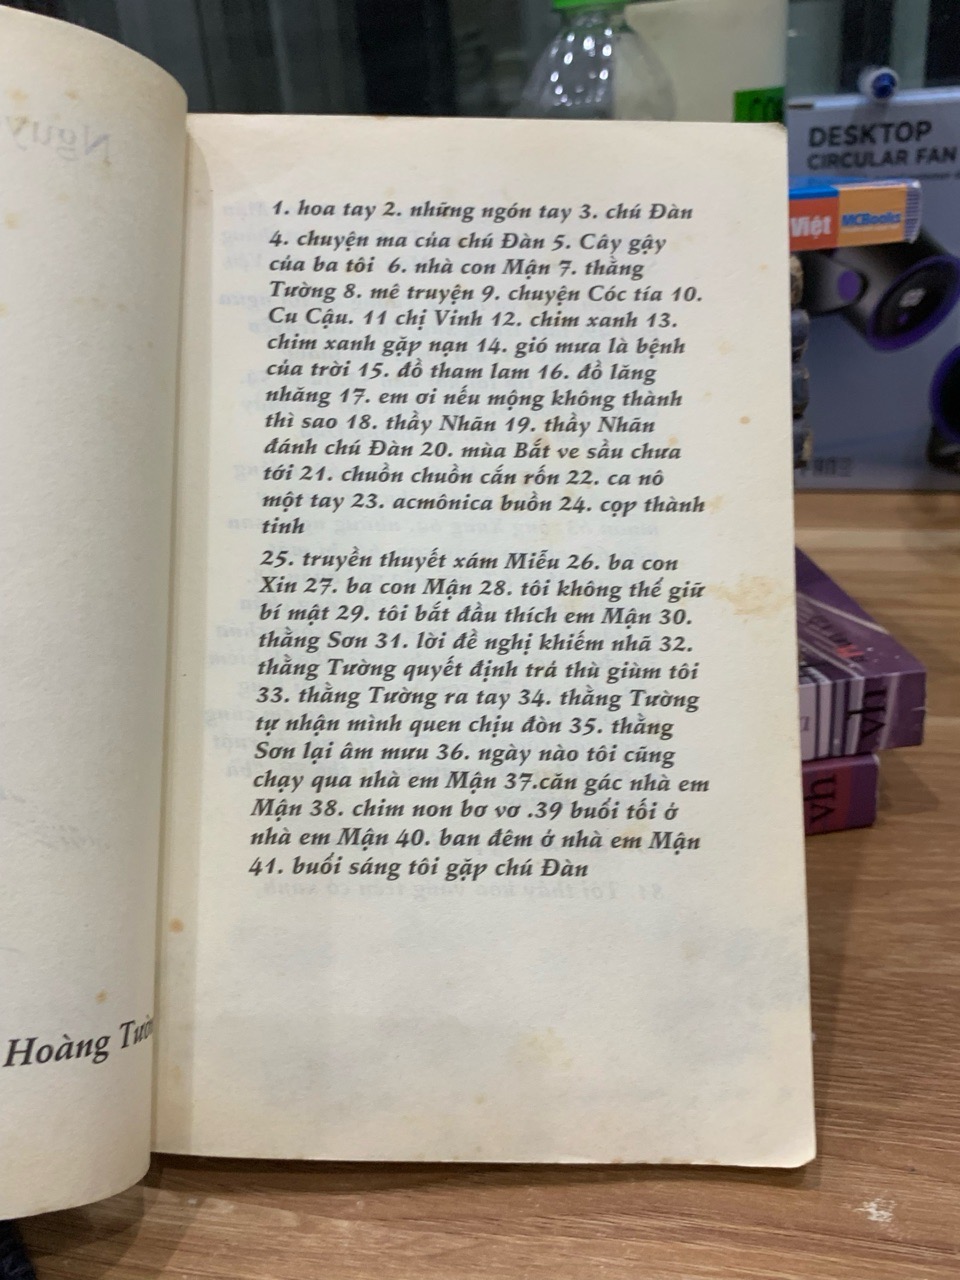 1. hoa tay 2. những ngón tay 3. chú Đàn
4. chuyện ma của chú Đàn 5. Cây gậy
của ba tôi 6. nhà con Mận 7. thằng
Tường 8. mê truyện 9. chuyện Cóc tía 10.
Cu Cậu. 11 chị Vinh 12. chim xanh 13.
chim xanh gặp nạn 14. gió mưa là bệnh
của trời 15. đồ tham lam 16. đồ lăng
nhăng 17. em ơi nếu mộng không thành
thì sao 18. thầy Nhãn 19. thầy Nhãn
đánh chú Đàn 20. mùa Bắt ve sầu chưa
tới 21. chuồn chuồn cắn rốn 22. ca nô
một tay 23. acmônica buồn 24. cọp thành
tinh
25. truyền thuyết xám Miễu 26. ba con
Xin 27. ba con Mận 28. tôi không thể giữ
bí mật 29. tôi bắt đầu thích em Mận 30.
thằng Sơn 31. lời đề nghị khiếm nhã 32.
thằng Tường quyết định trả thù giùm tôi
33. thằng Tường ra tay 34. thằng Tường
tự nhận mình quen chịu đòn 35. thằng
Sơn lại âm mưu 36. ngày nào tôi cũng
chạy qua nhà em Mận 37.căn gác nhà em
Mận 38. chim non bơ vơ .39 buổi tối ở
nhà em Mận 40. ban đêm ở nhà em Mận
41. buổi sáng tôi gặp chú Đàn
Hoàng
DESKTOP
CIRCULAR FAN
Việt
MCBooks
vh
vh